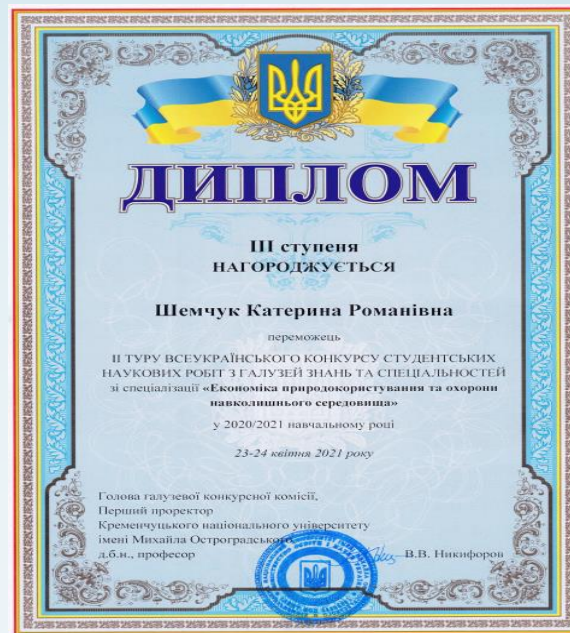 ДИПЛОМ
III ступеня
НАГОРОДЖУЄТЬСЯ
Шемчук Катерина Романівна
переможець
II ТУРУ ВСЕУКРАЇНСЬКОГО КОНКУРСУ СТУДЕНТСЬКИХ
НАУКОВИХ РОБІТ З ГАЛУЗЕЙ ЗНАНЬ ТА СПЕЦІАЛЬНОСТЕЙ
зі спеціалізації «Економіка природокористування та охорони
навколишнього середовища»
у 2020/2021 навчальному році
23-24 квітня 2021 року
Голова галузевої конкурсної комісії,
Перший проректор
Кременчуцького національного університету
імені Михайла Остроградського
д.б.н., професор В.В. Никифоров